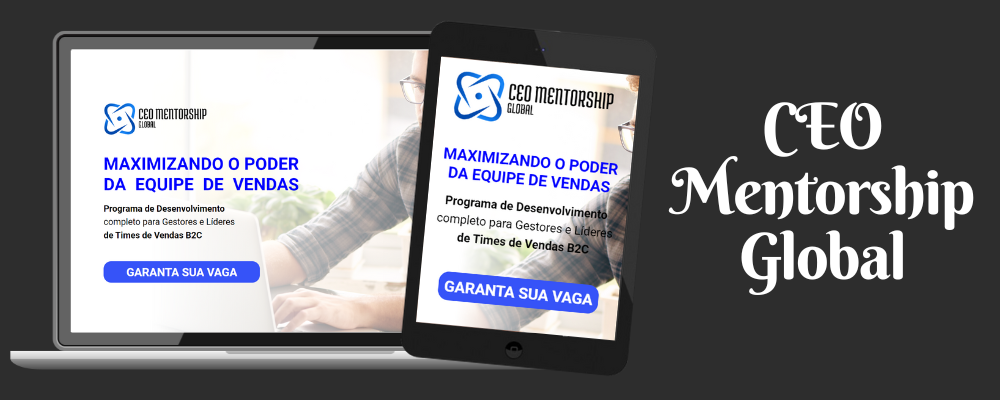 CEO MENTORSHIP
GLOBAL
MAXIMIZANDO O PODER
DA EQUIPE DE VENDAS
Programa de Desenvolvimento
completo para Gestores e Líderes
de Times de Vendas B2C
GARANTA SUA VAGA
CEO MENTORSHIP
GLOBAL
MAXIMIZANDO O PODER
DA EQUIPE DE VENDAS
Programa de Desenvolvimento
completo para Gestores e Líderes
de Times de Vendas B2C
GARANTA SUA VAGA
CEO
Mentorship
Global